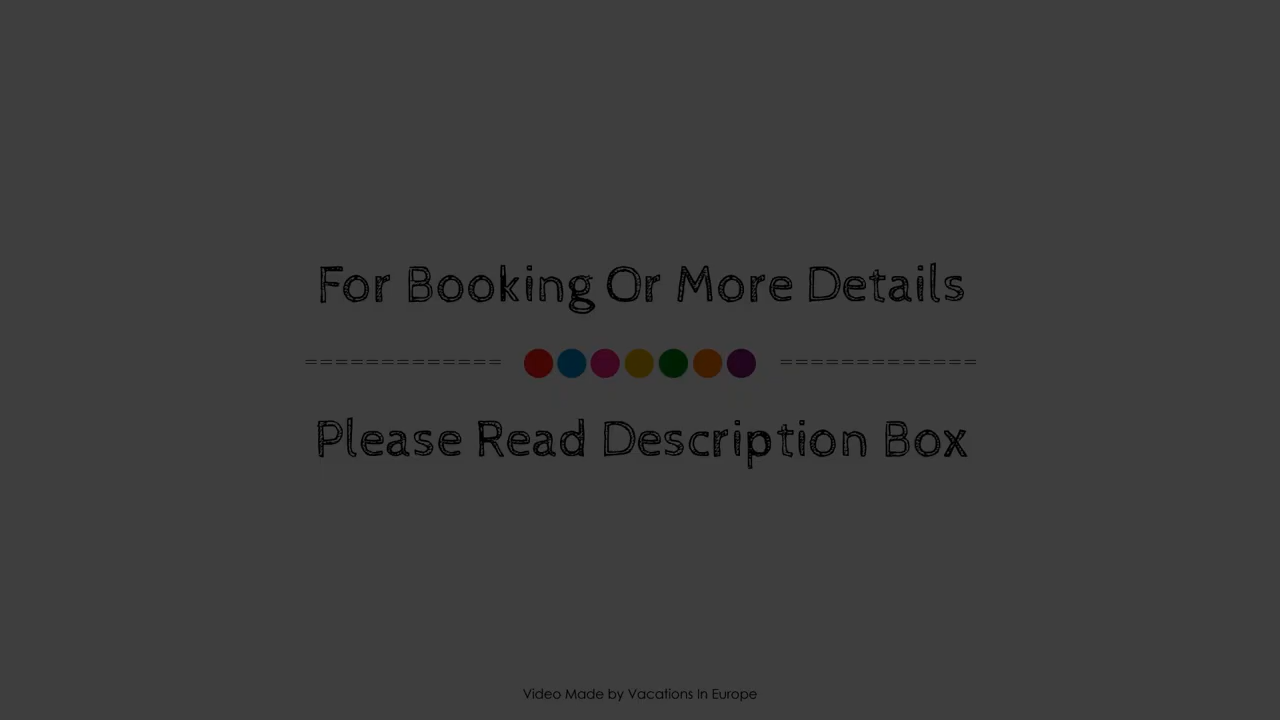 For Booking Or More Details
============= =============
Please Read Description Box
Video Made by Vacations In Europe